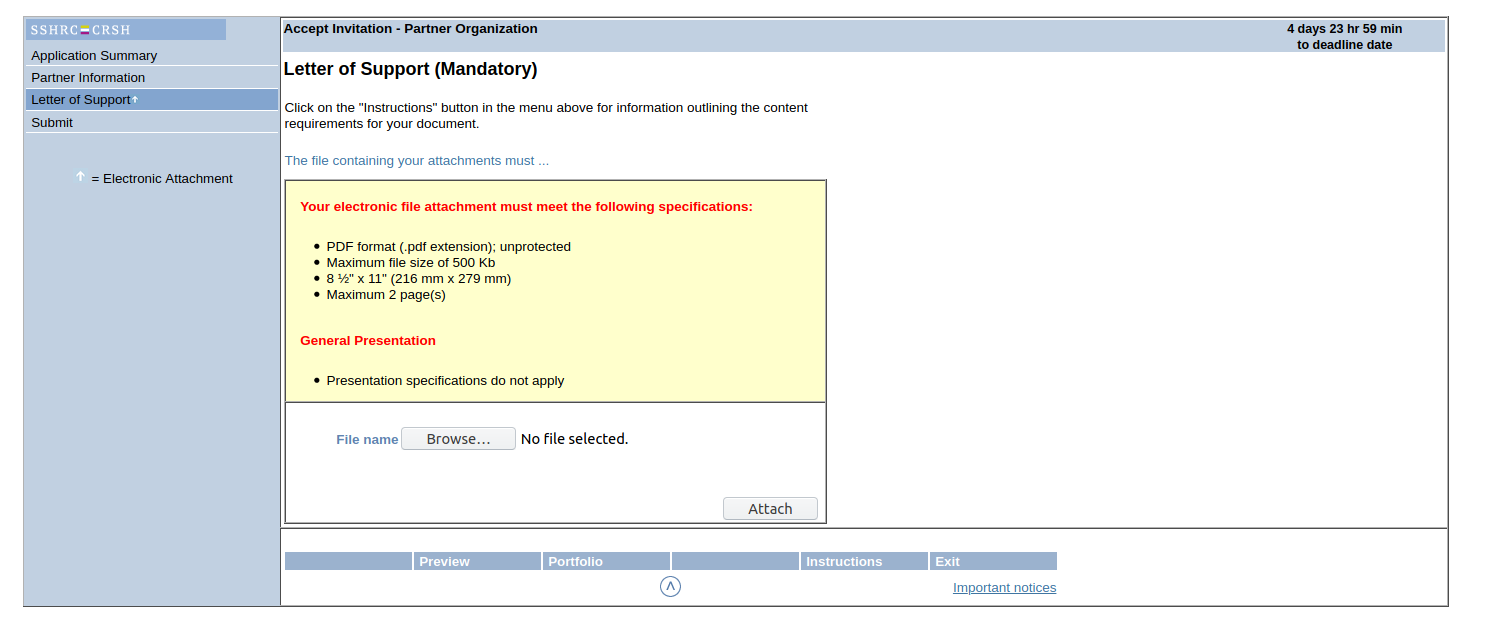 SSHRC CRSH
Application Summary
Partner Information
Letter of Support↑
Submit
↑ = Electronic Attachment
Accept Invitation - Partner Organization
4 days 23 hr 59 min
to deadline date
Letter of Support (Mandatory)
Click on the "Instructions" button in the menu above for information outlining the content
requirements for your document.
The file containing your attachments must ...
Your electronic file attachment must meet the following specifications:
• PDF format (.pdf extension); unprotected
• Maximum file size of 500 Kb
• 8 ½" x 11" (216 mm x 279 mm)
• Maximum 2 page(s)
General Presentation
• Presentation specifications do not apply
File name Browse... No file selected.
Attach
Preview Portfolio Instructions Exit
Important notices